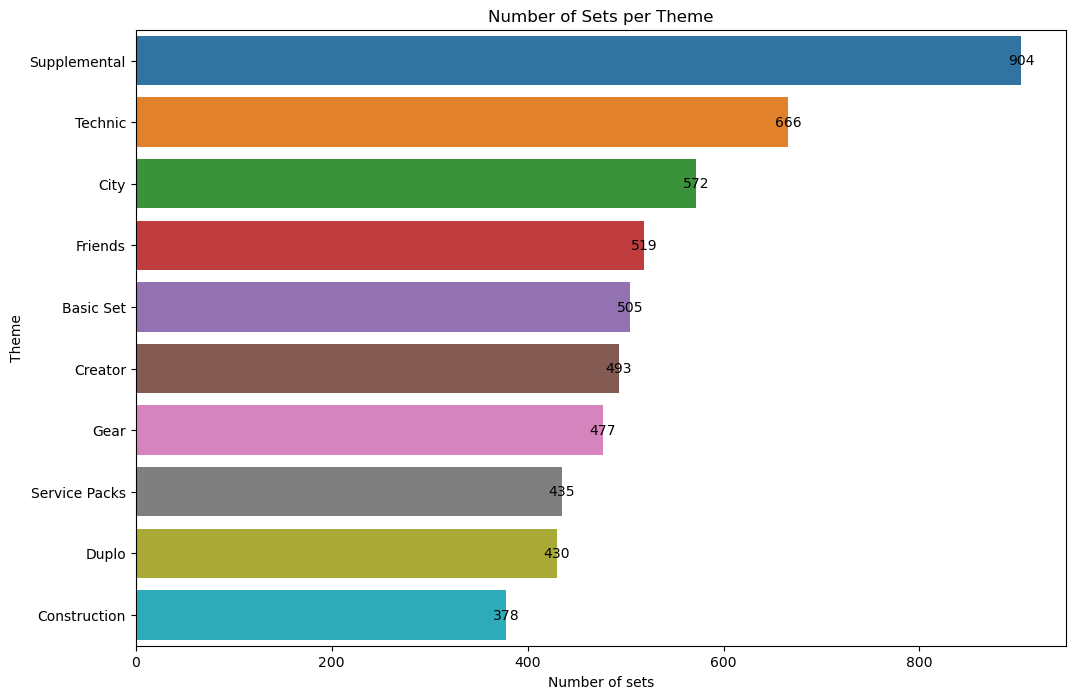 Number of Sets per Theme
Supplemental 904
Technic 666
City 572
Friends 519
Basic Set 505
Creator 493
Gear 477
Service Packs 435
Duplo 430
Construction 378
Theme
0 200 400 600 800
Number of sets